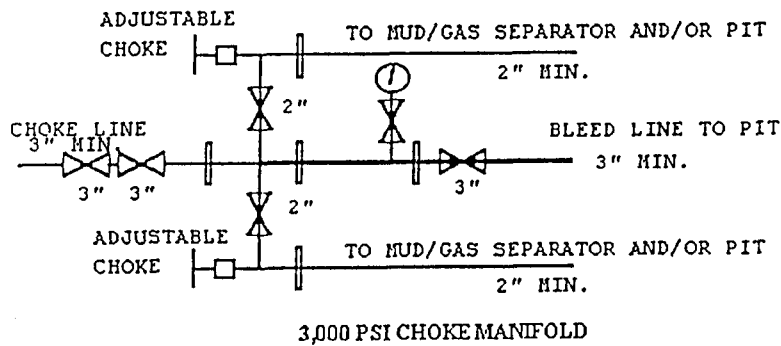 ADJUSTABLE
CHOKE
TO MUD/GAS SEPARATOR AND/OR PIT
2" MIN.
2"
CHOKE LINE
3" MIN
3"
3"
BLEED LINE TO PIT
3" MIN.
3"
2"
ADJUSTABLE
CHOKE
TO MUD/GAS SEPARATOR AND/OR PIT
2" MIN.
3,000 PSI CHOKE MANIFOLD